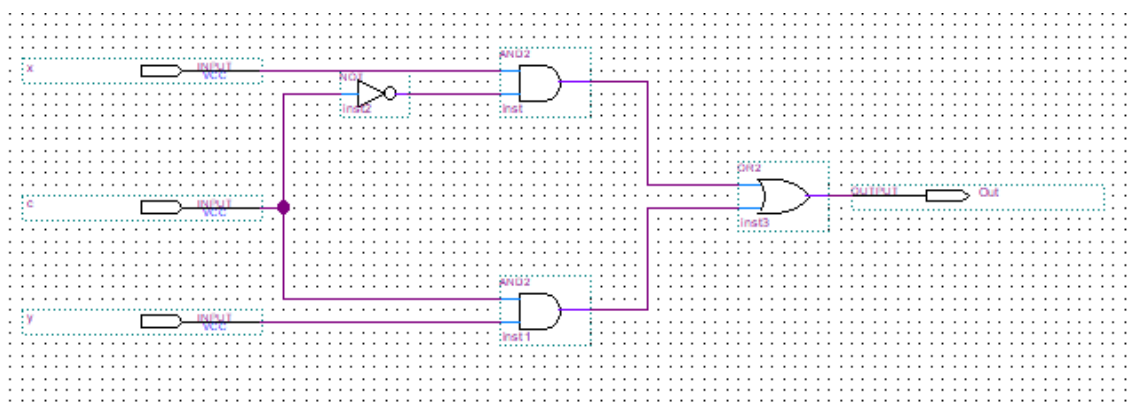 x
INPUT
VCC
NOT
inst2
AND2
inst
c
INPUT
VCC
OR2
inst3
OUTPUT
Out
y
INPUT
VCC
AND2
inst1